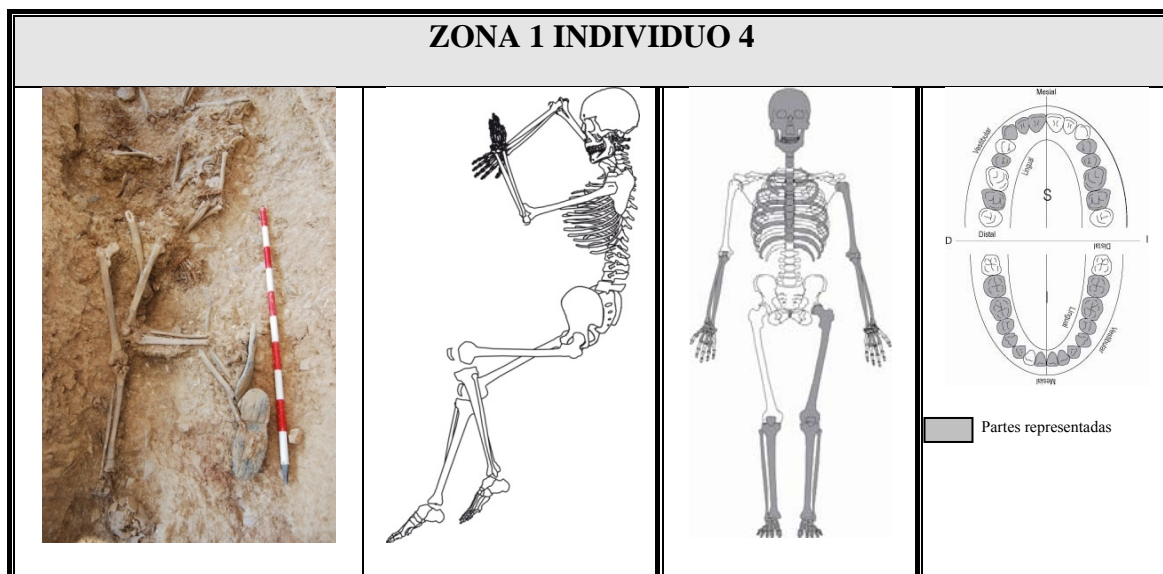 ZONA 1 INDIVIDUO 4
Mesial
Vestibular
Lingual
S
Distal
D
I
Distal
I
Lingual
Vestibular
Mesial
Partes representadas